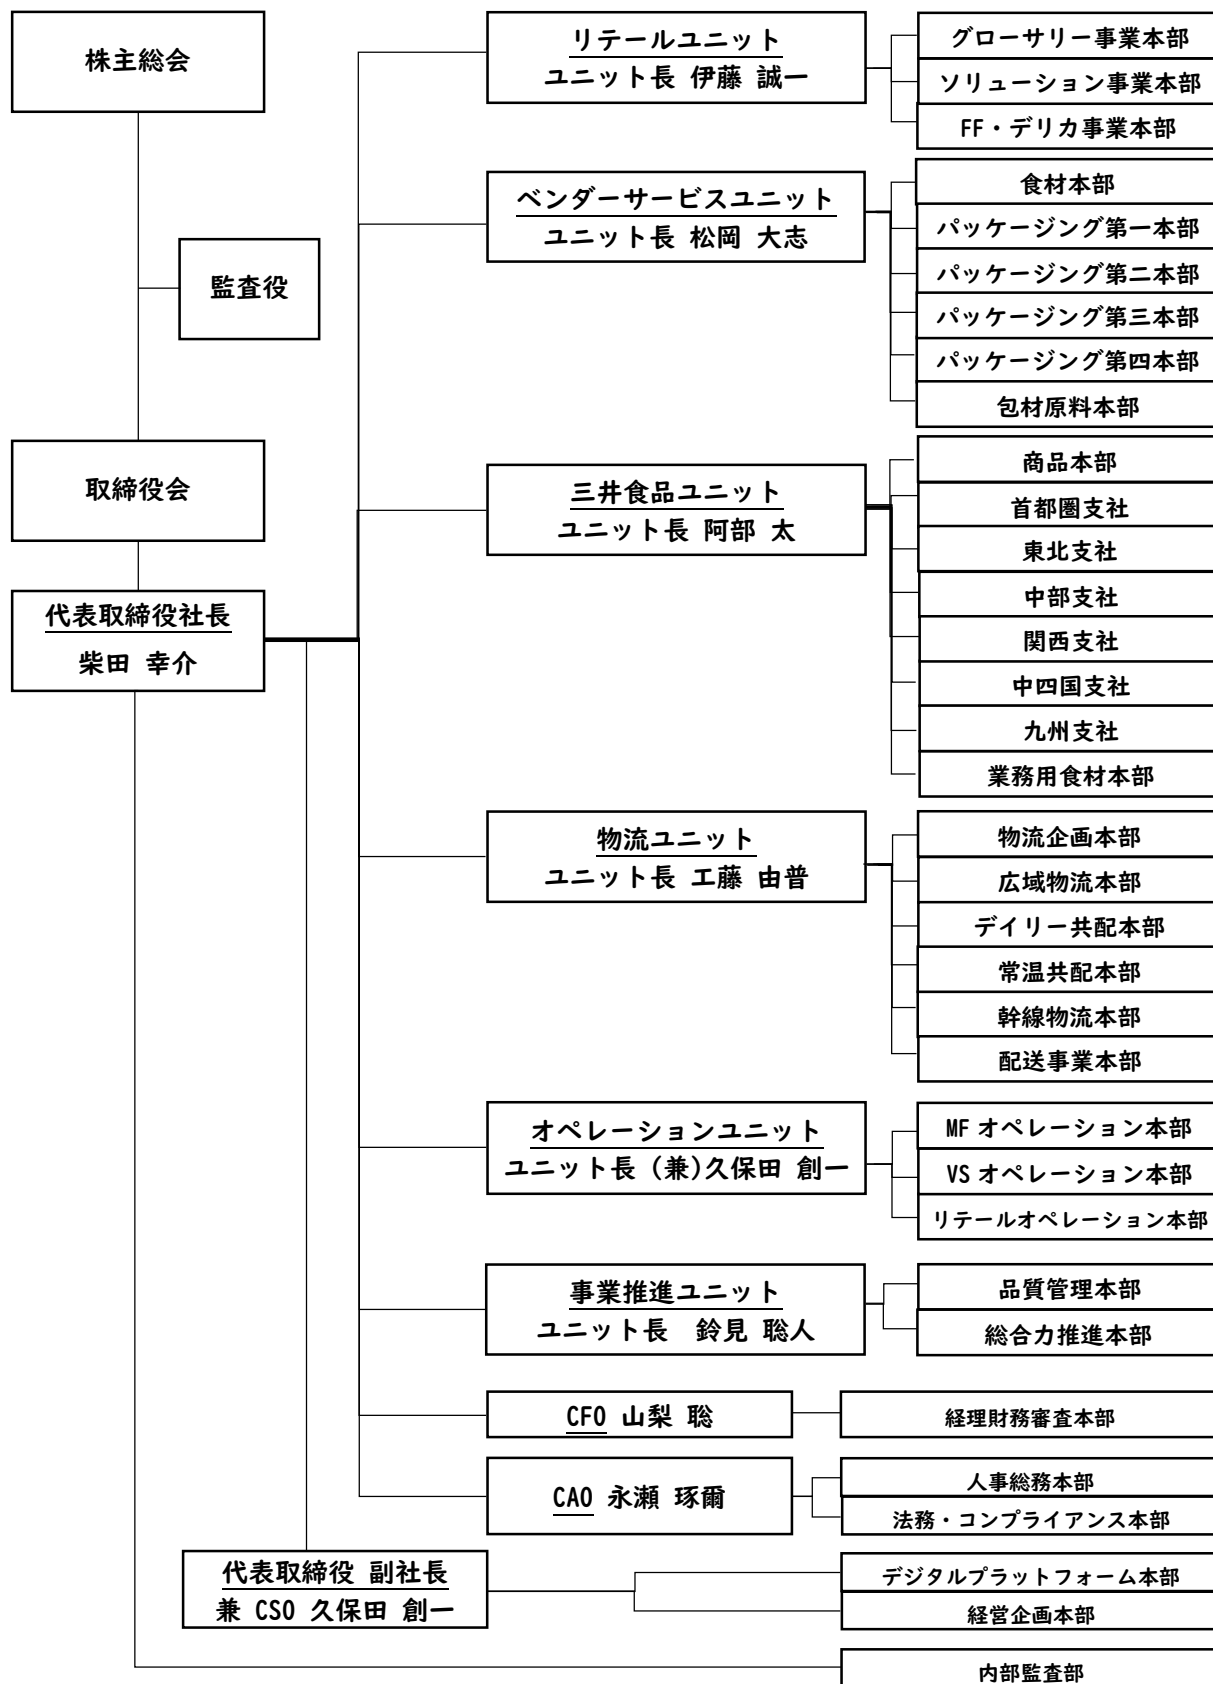 株主総会
監査役
取締役会
代表取締役社長
柴田 幸介
リテールユニット
ユニット長 伊藤 誠一
グローサリー事業本部
ソリューション事業本部
FF・デリカ事業本部
ベンダーサービスユニット
ユニット長 松岡 大志
食材本部
パッケージング第一本部
パッケージング第二本部
パッケージング第三本部
パッケージング第四本部
包材原料本部
三井食品ユニット
ユニット長 阿部 太
商品本部
首都圏支社
東北支社
中部支社
関西支社
中四国支社
九州支社
業務用食材本部
物流ユニット
ユニット長 工藤 由普
物流企画本部
広域物流本部
デイリー共配本部
常温共配本部
幹線物流本部
配送事業本部
オペレーションユニット
ユニット長 (兼)久保田 創一
MF オペレーション本部
VS オペレーション本部
リテールオペレーション本部
事業推進ユニット
ユニット長　鈴見 聡人
品質管理本部
総合力推進本部
CFO 山梨 聡
経理財務審査本部
CAO 永瀬 琢爾
人事総務本部
法務・コンプライアンス本部
代表取締役 副社長
兼 CSO 久保田 創一
デジタルプラットフォーム本部
経営企画本部
内部監査部